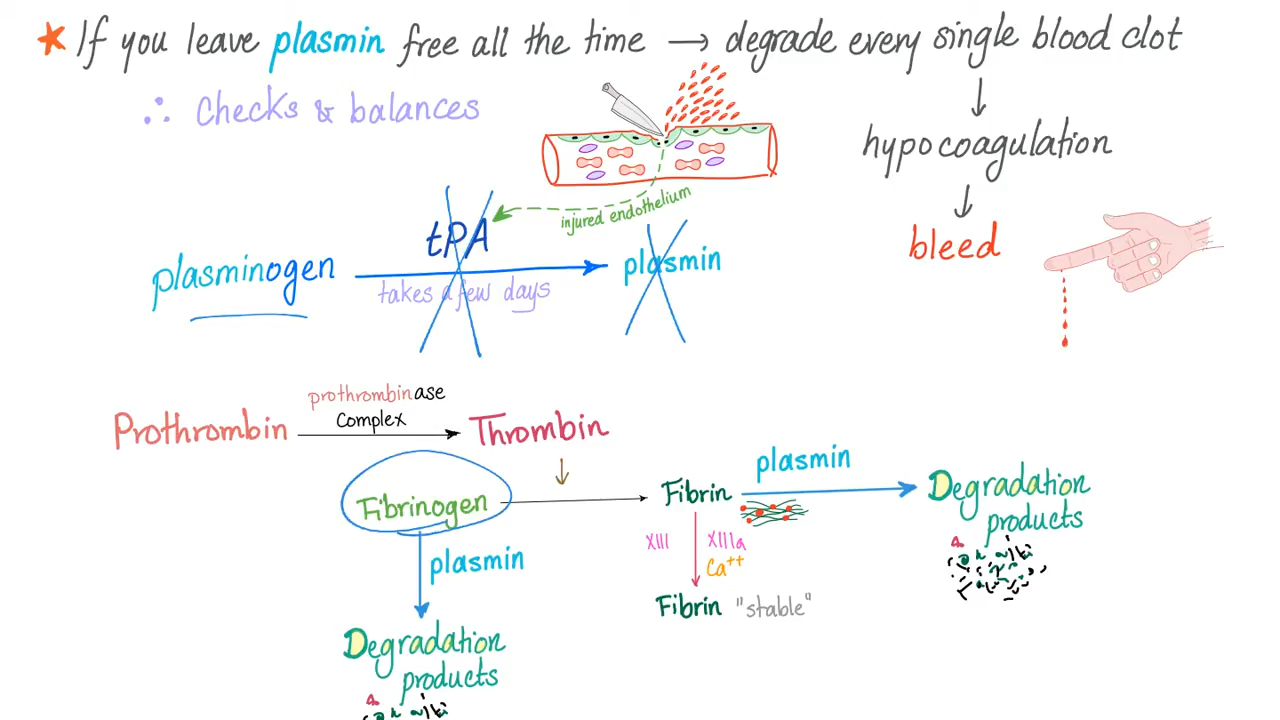 * If you leave plasmin free all the time → degrade every single blood clot
∴ Checks & balances
hypocoagulation
injured endothelium
tPA
bleed
plasminogen
plasmin
takes a few days
prothrombinase
Complex
Prothrombin
Thrombin
plasmin
Fibrinogen
Fibrin
Degradation
products
XIII
XIIIa
Ca⁺⁺
plasmin
Fibrin "stable"
Degradation
products